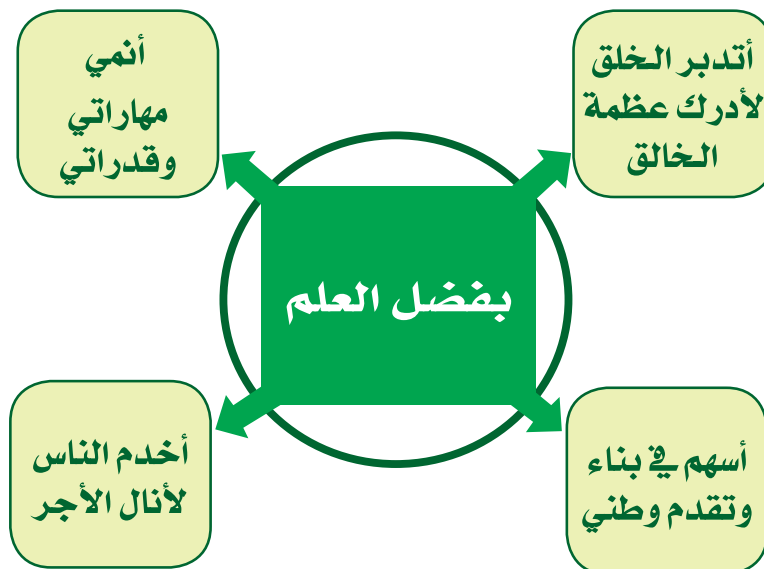 أتدبر الخلق
لأدرك عظمة
الخالق
أنمي
مهاراتي
وقدراتي
بفضل العلم
أسهم في بناء
وتقدم وطني
أخدم الناس
لأنال الأجر